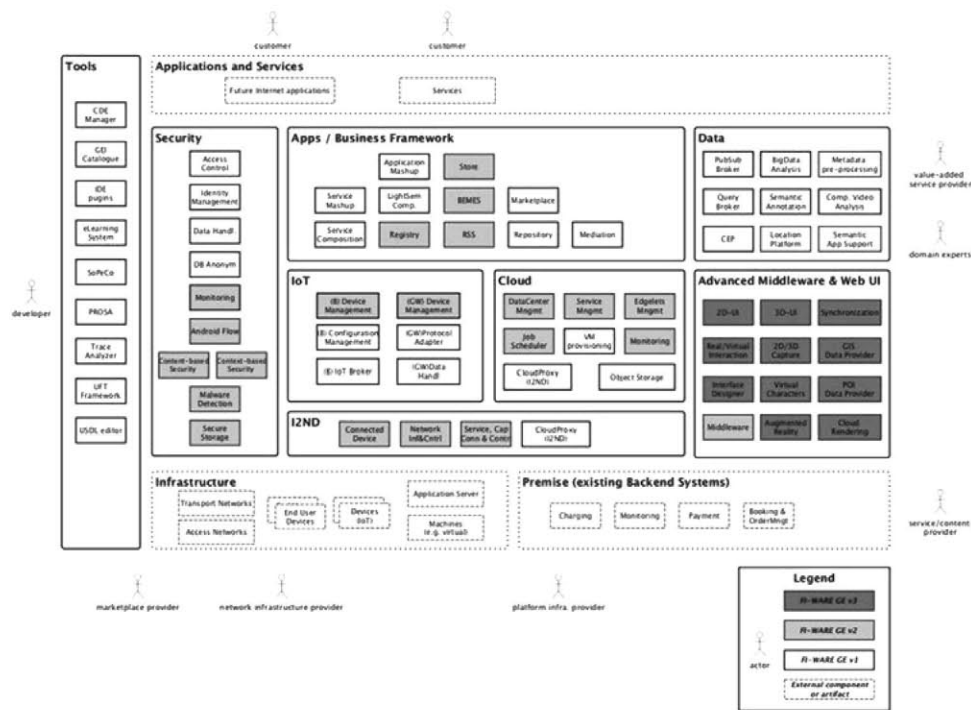 customer
customer
Tools
CDE
Manager
GEI
Catalogue
IDE
pugins
eLearning
System
SoPeCo
PROSA
Trace
Analyzer
UFT
Framework
USDL editor
developer
Applications and Services
Future Internet applications
Services
Security
Access
Control
Identity
Management
Data Handl.
DB Anonym
Monitoring
Android Flow
Content-based
Security
Context-based
Security
Malware
Detection
Secure
Storage
Apps / Business Framework
Application
Mashup
Store
Service
Mashup
LightSem
Comp.
BEMES
Marketplace
Service
Composition
Registry
RSS
Repository
Mediation
Data
PubSub
Broker
BigData
Analysis
Metadata
pre-processing
Query
Broker
Semantic
Annotation
Comp. Video
Analysis
CEP
Location
Platform
Semantic
App Support
value-added
service provider
domain experts
IoT
(B) Device
Management
(GW) Device
Management
(B) Configuration
Management
(GW)Protocol
Adapter
(B) IoT Broker
(GW)Data
Handl
Cloud
DataCenter
Mngmt
Service
Mngmt
Edgelets
Mngmt
Job
Scheduler
VM
provisioning
Monitoring
CloudProxy
(I2ND)
Object Storage
Advanced Middleware & Web UI
2D-UI
3D-UI
Synchronization
Real/Virtual
Interaction
2D/3D
Capture
GIS
Data Provider
Interface
Designer
Virtual
Characters
POI
Data Provider
Middleware
Augmented
Reality
Cloud
Rendering
I2ND
Connected
Device
Network
Inf&Cntrl
Service, Cap
Conn & Contr
CloudProxy
(I2ND)
Infrastructure
Transport Networks
Access Networks
End User
Devices
Devices
(IoT)
Application Server
Machines
(e.g. virtual)
Premise (existing Backend Systems)
Charging
Monitoring
Payment
Booking &
OrderMngt
service/content
provider
marketplace provider
network infrastructure provider
platform infra. provider
Legend
FI-WARE GE v3
FI-WARE GE v2
FI-WARE GE v1
External component
or artifact
actor